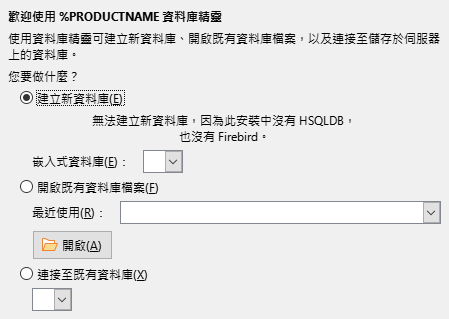 歡迎使用 %PRODUCTNAME 資料庫精靈
使用資料庫精靈可建立新資料庫、開啟既有資料庫檔案，以及連接至儲存於伺服器
上的資料庫。
您要做什麼？
建立新資料庫(E)
無法建立新資料庫，因為此安裝中沒有 HSQLDB，
也沒有 Firebird。
嵌入式資料庫(E)：
開啟既有資料庫檔案(F)
最近使用(R)：
開啟(A)
連接至既有資料庫(X)